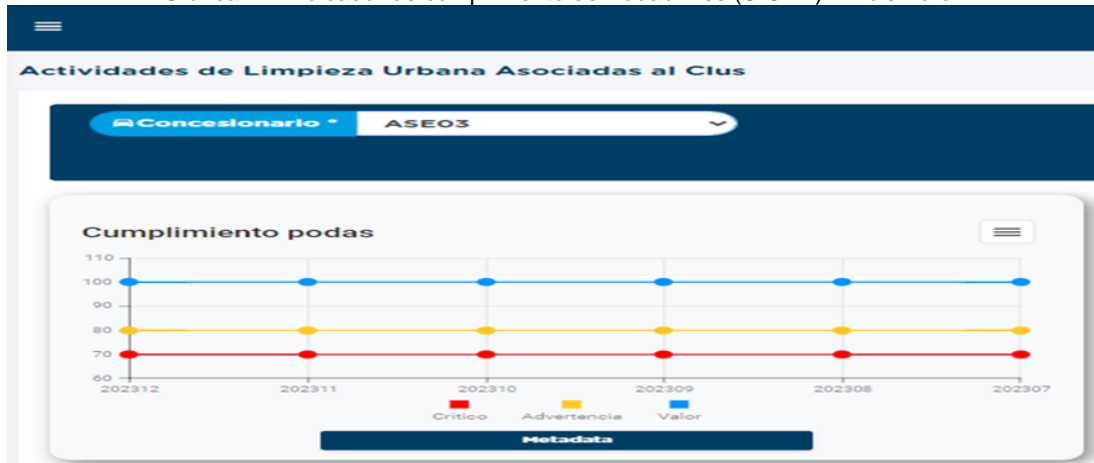 Actividades de Limpieza Urbana Asociadas al Clus
Concesionario * ASE03
Cumplimiento podas
110
100
90
80
70
60
202312 202311 202310 202309 202308 202307
Crítico Advertencia Valor
Metadata